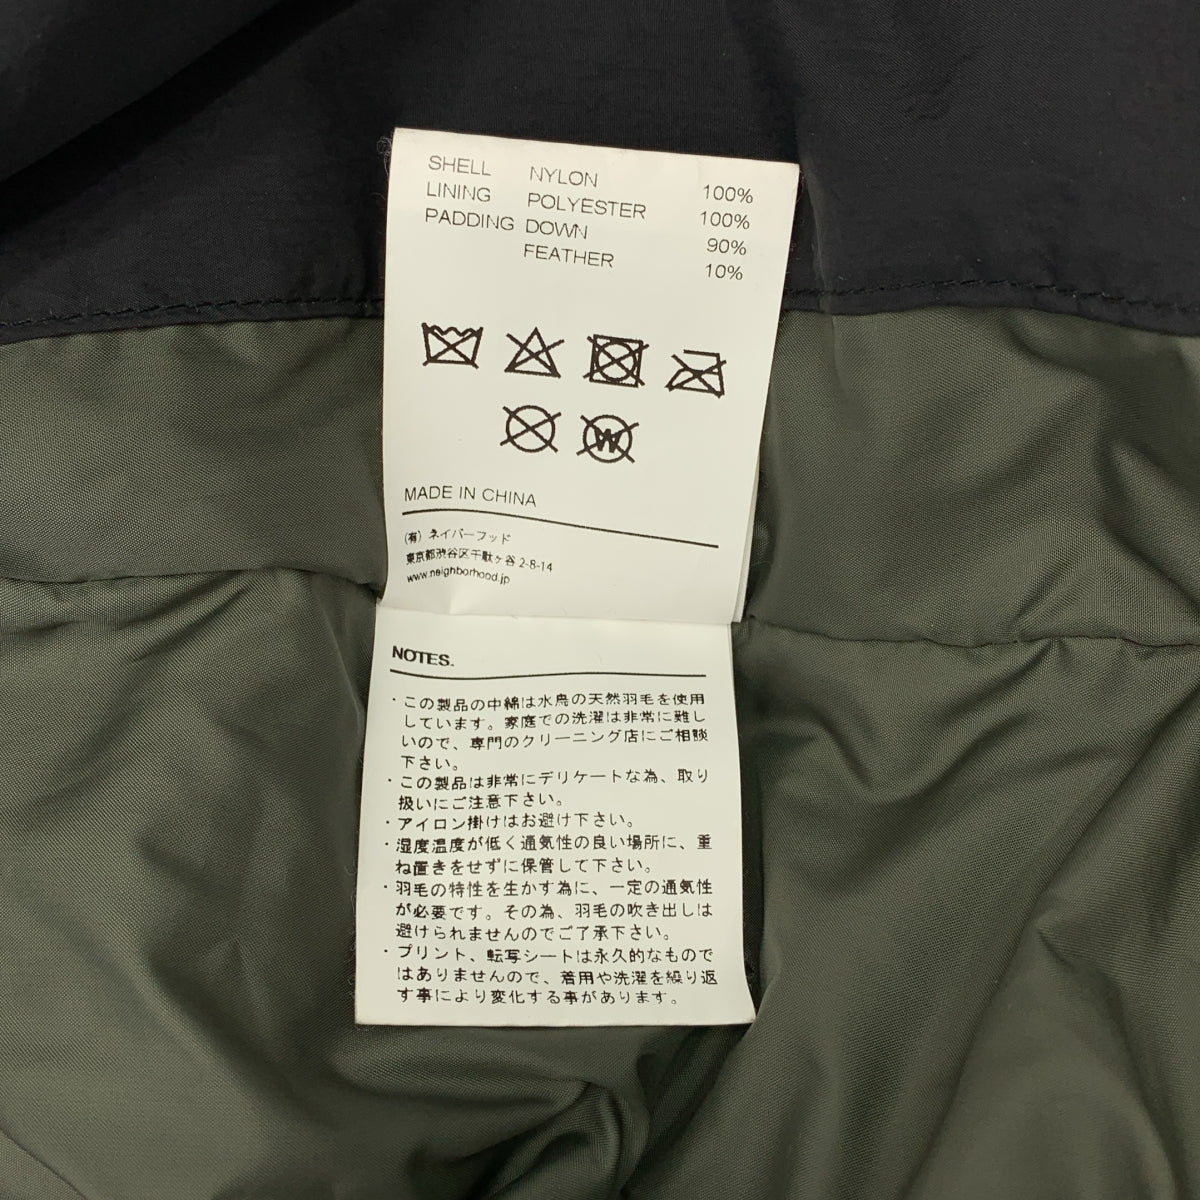 SHELL NYLON 100%
LINING POLYESTER 100%
PADDING DOWN 90%
FEATHER 10%
W
MADE IN CHINA
(有) ネイバーフッド
東京都渋谷区千駄ヶ谷 2-8-14
www.neighborhood.jp
NOTES.
・この製品の中綿は水鳥の天然羽毛を使用
しています。家庭での洗濯は非常に難し
いので、専門のクリーニング店にご相談
下さい。
・この製品は非常にデリケートな為、取り
扱いにご注意下さい。
・アイロン掛けはお避け下さい。
・湿度温度が低く通気性の良い場所に、重
ね置きをせずに保管して下さい。
・羽毛の特性を生かす為に、一定の通気性
が必要です。その為、羽毛の吹き出しは
避けられませんのでご了承下さい。
・プリント、転写シートは永久的なもので
はありませんので、着用や洗濯を繰り返
す事により変化する事があります。